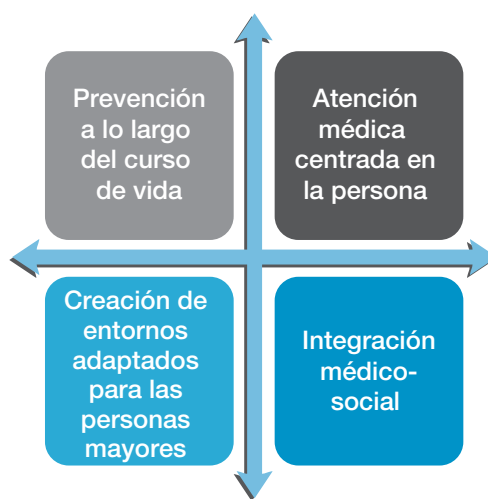 Prevención
a lo largo
del curso
de vida
Atención
médica
centrada en
la persona
Creación de
entornos
adaptados
para las
personas
mayores
Integración
médico-
social